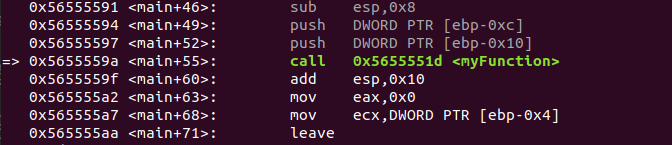 0x56555591 <main+46>: sub esp,0x8
0x56555594 <main+49>: push DWORD PTR [ebp-0xc]
0x56555597 <main+52>: push DWORD PTR [ebp-0x10]
=> 0x5655559a <main+55>: call 0x5655551d <myFunction>
0x5655559f <main+60>: add esp,0x10
0x565555a2 <main+63>: mov eax,0x0
0x565555a7 <main+68>: mov ecx,DWORD PTR [ebp-0x4]
0x565555aa <main+71>: leave